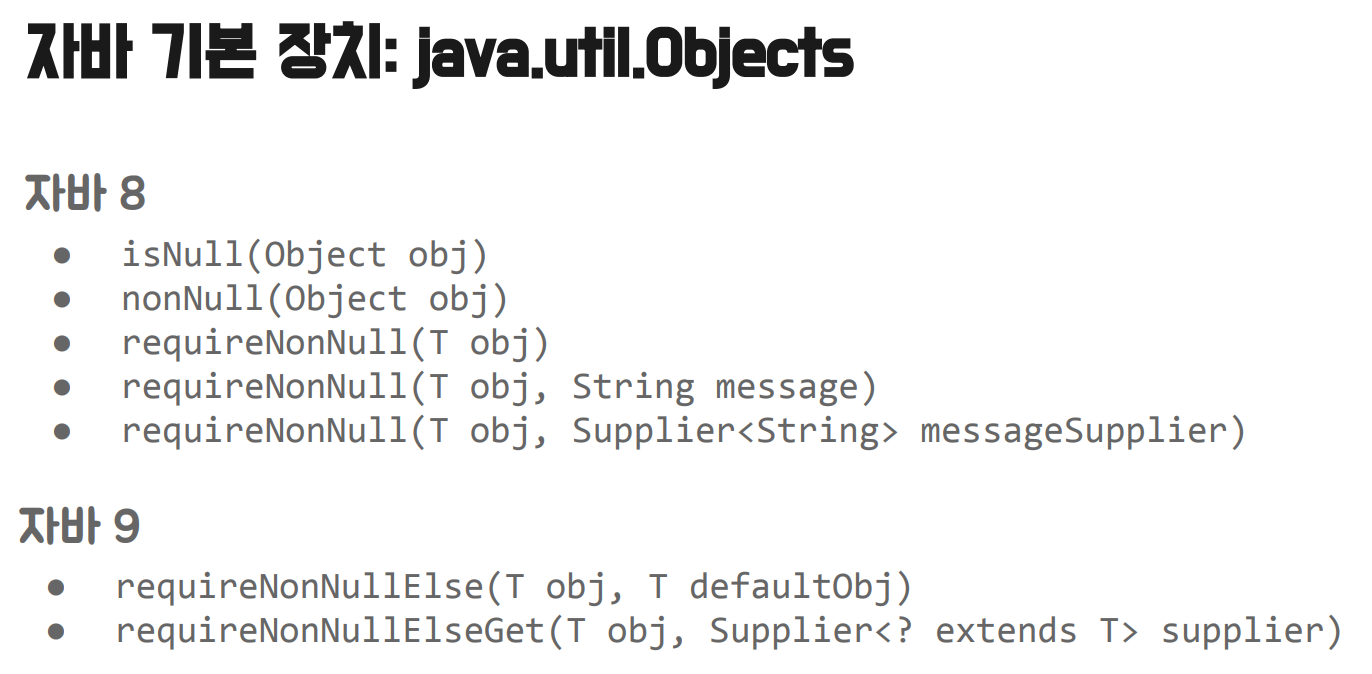 자바 기본 장치: java.util.Objects
자바 8
● isNull(Object obj)
● nonNull(Object obj)
● requireNonNull(T obj)
● requireNonNull(T obj, String message)
● requireNonNull(T obj, Supplier<String> messageSupplier)
자바 9
● requireNonNullElse(T obj, T defaultObj)
● requireNonNullElseGet(T obj, Supplier<? extends T> supplier)